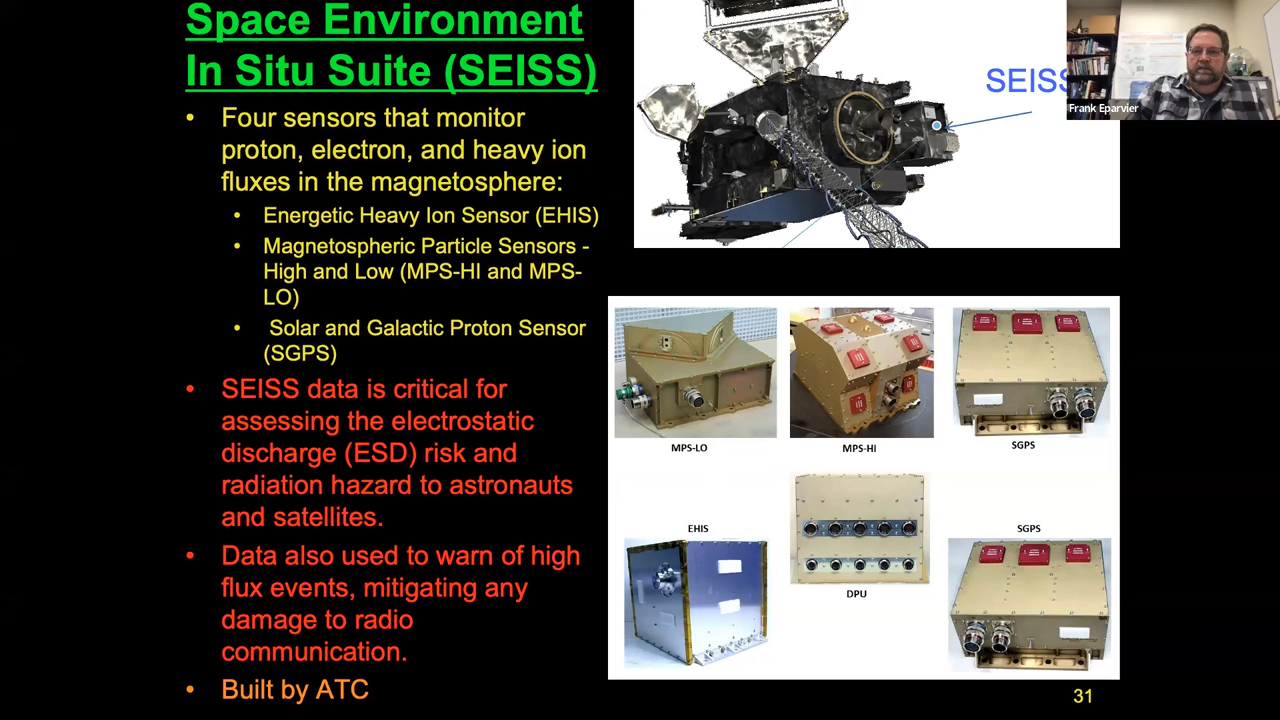 Space Environment
In Situ Suite (SEISS)
• Four sensors that monitor
proton, electron, and heavy ion
fluxes in the magnetosphere:
• Energetic Heavy Ion Sensor (EHIS)
• Magnetospheric Particle Sensors -
High and Low (MPS-HI and MPS-
LO)
• Solar and Galactic Proton Sensor
(SGPS)
• SEISS data is critical for
assessing the electrostatic
discharge (ESD) risk and
radiation hazard to astronauts
and satellites.
• Data also used to warn of high
flux events, mitigating any
damage to radio
communication.
• Built by ATC
SEISS
Frank Eparvier
MPS-LO
MPS-HI
SGPS
EHIS
DPU
SGPS
31